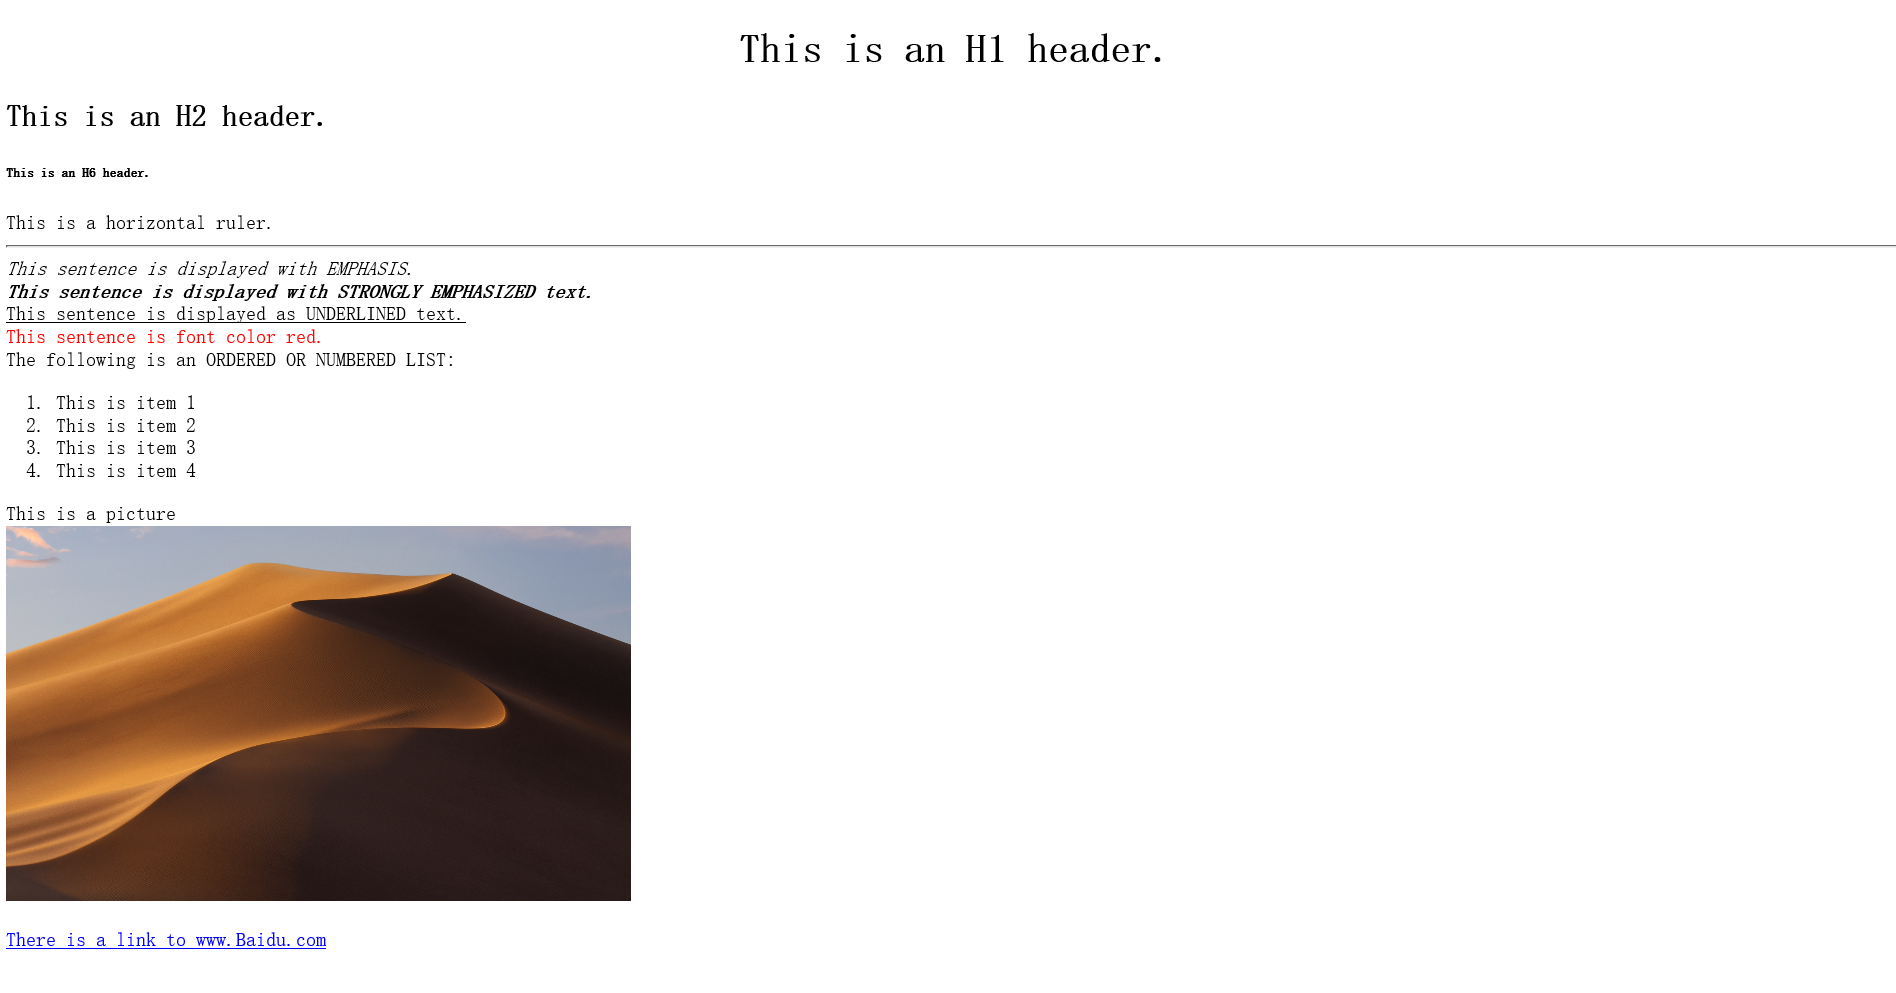 This is an H1 header.
This is an H2 header.
This is an H6 header.
This is a horizontal ruler.
This sentence is displayed with EMPHASIS.
This sentence is displayed with STRONGLY EMPHASIZED text.
This sentence is displayed as UNDERLINED text.
This sentence is font color red.
The following is an ORDERED OR NUMBERED LIST:
1. This is item 1
2. This is item 2
3. This is item 3
4. This is item 4
This is a picture
There is a link to www.Baidu.com